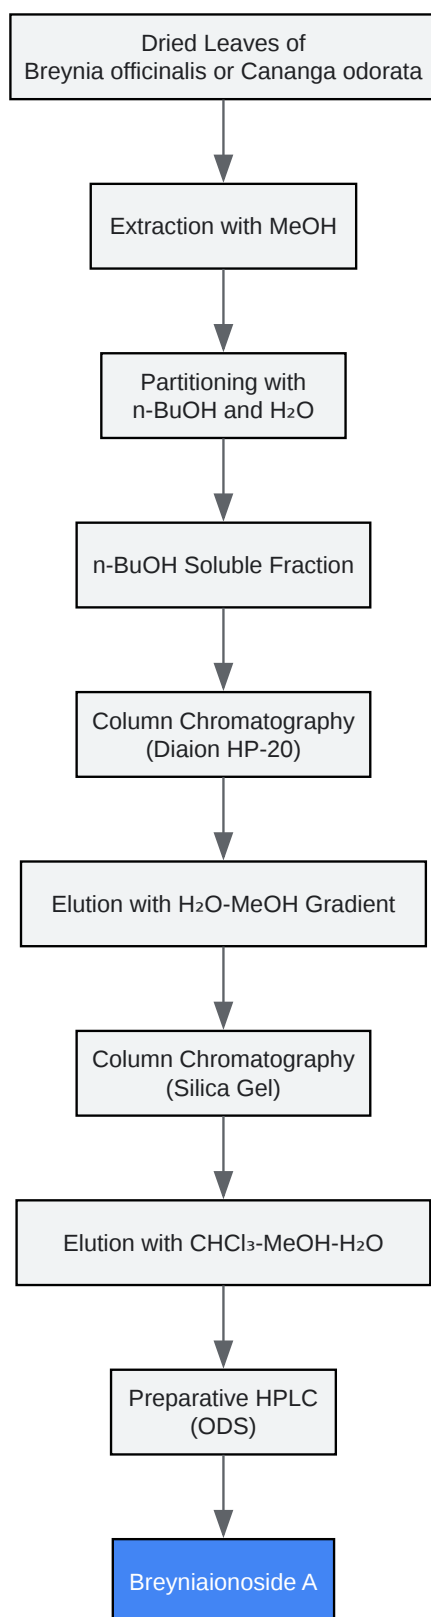 Dried Leaves of
Breynia officinalis or Cananga odorata
Extraction with MeOH
Partitioning with
n-BuOH and H₂O
n-BuOH Soluble Fraction
Column Chromatography
(Diaion HP-20)
Elution with H₂O-MeOH Gradient
Column Chromatography
(Silica Gel)
Elution with CHCl₃-MeOH-H₂O
Preparative HPLC
(ODS)
Breyniaionoside A